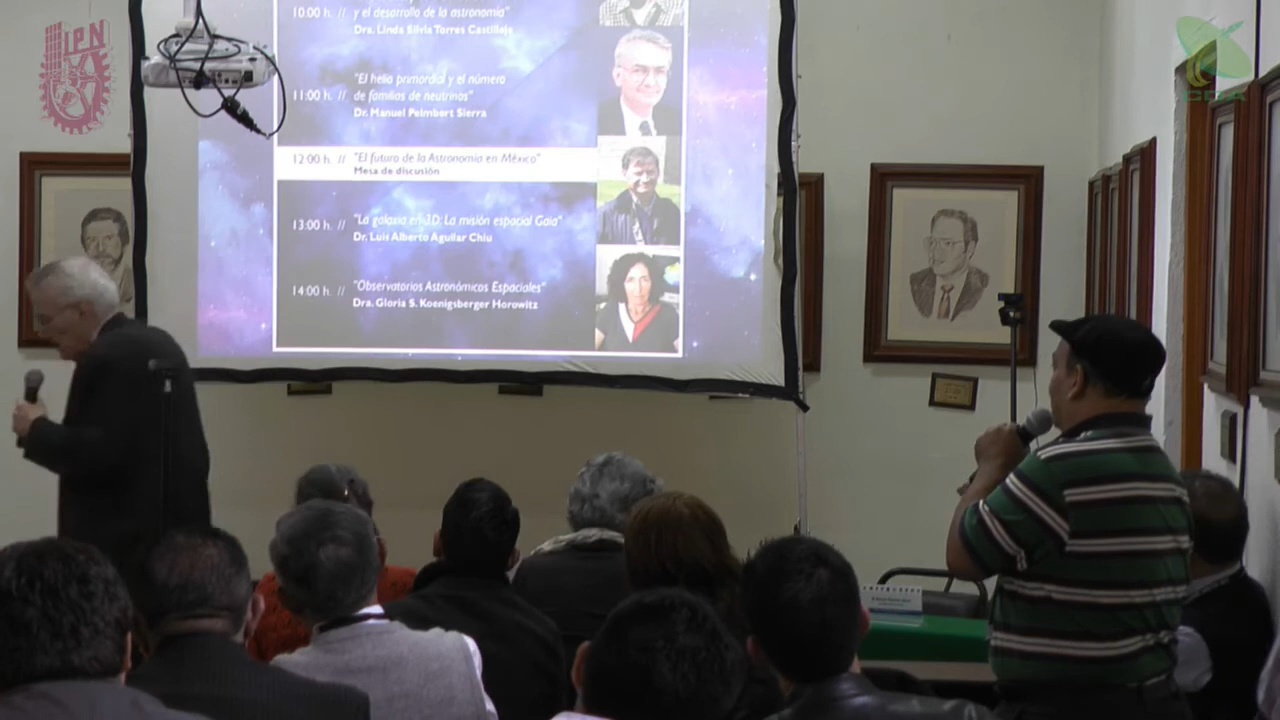 IPN
10:00 h. // y el desarrollo de la astronomía"
Dra. Linda Silvia Torres Castilleja
"El helio primordial y el número
11:00 h. // de familias de neutrinos"
Dr. Manuel Peimbert Sierra
12:00 h. // "El futuro de la Astronomía en México"
Mesa de discusión
13:00 h. // "La galaxia en 3D: La misión espacial Gaia"
Dr. Luis Alberto Aguilar Chiu
14:00 h. // "Observatorios Astronómicos Espaciales"
Dra. Gloria S. Koenigsberger Horowitz